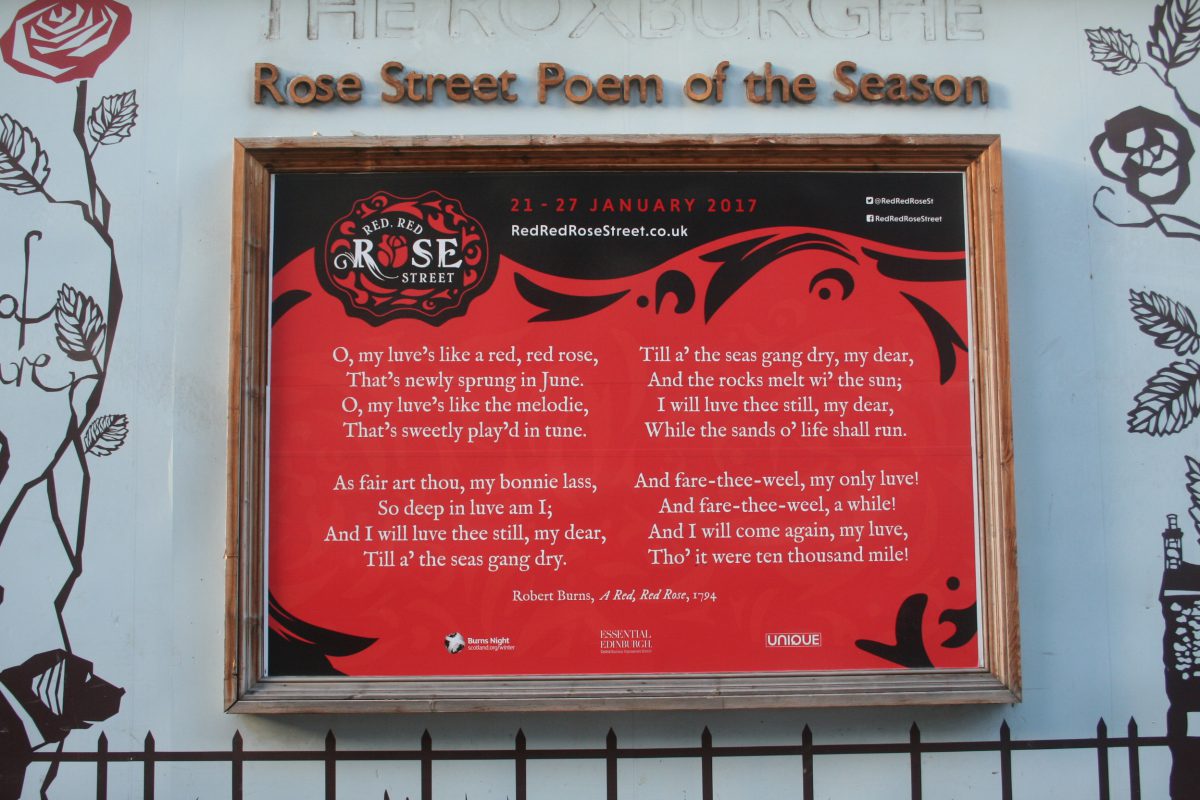 THE ROXBURGHE
Rose Street Poem of the Season
21 - 27 JANUARY 2017
RedRedRoseStreet.co.uk
@RedRedRoseSt
RedRedRoseStreet
RED, RED
ROSE
STREET
O, my luve's like a red, red rose,
That's newly sprung in June.
O, my luve's like the melodie,
That's sweetly play'd in tune.
As fair art thou, my bonnie lass,
So deep in luve am I;
And I will luve thee still, my dear,
Till a' the seas gang dry.
Till a' the seas gang dry, my dear,
And the rocks melt wi' the sun;
I will luve thee still, my dear,
While the sands o' life shall run.
And fare-thee-weel, my only luve!
And fare-thee-weel, a while!
And I will come again, my luve,
Tho' it were ten thousand mile!
Robert Burns, A Red, Red Rose, 1794
Burns Night
scotland.org/winter
ESSENTIAL
EDINBURGH
UNIQUE
of